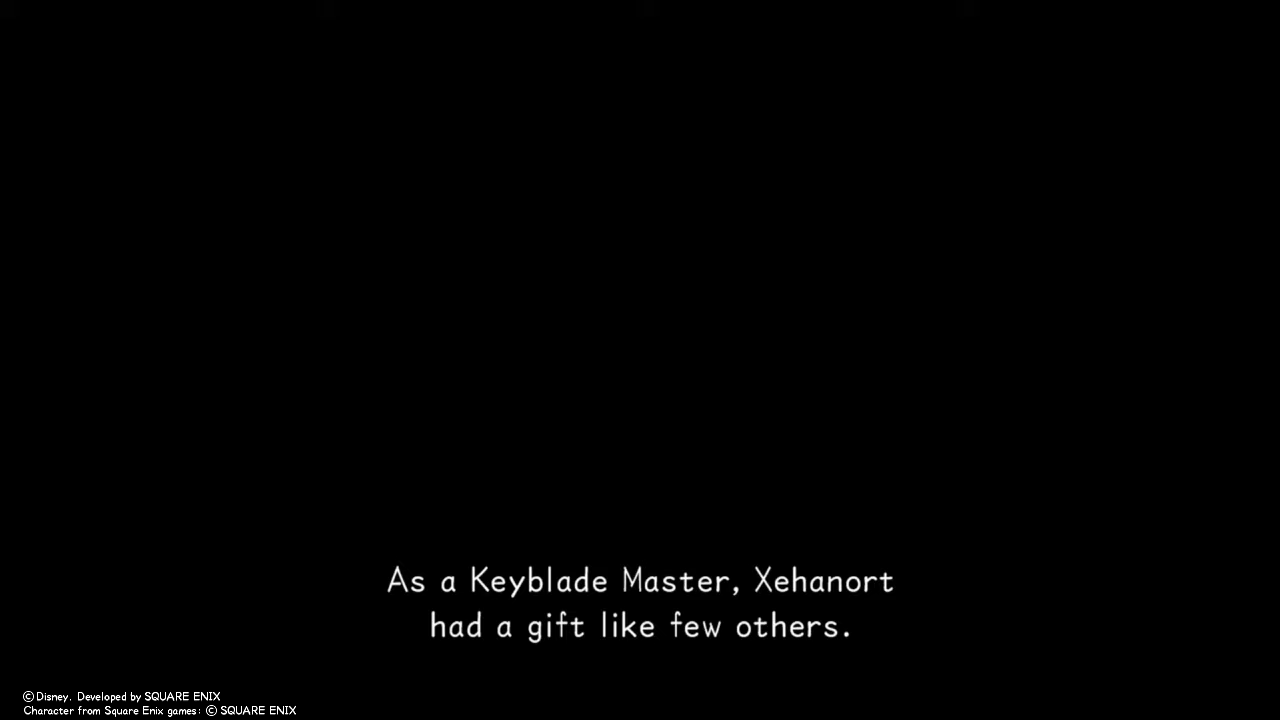 As a Keyblade Master, Xehanort
had a gift like few others.
©Disney. Developed by SQUARE ENIX
Character from Square Enix games: © SQUARE ENIX